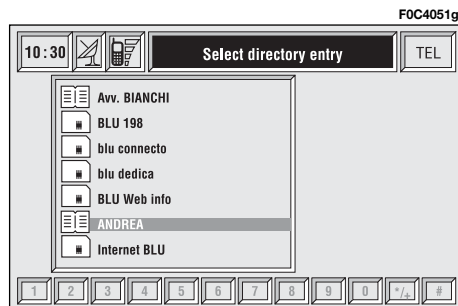 F0C4051g
10:30 Select directory entry TEL
Avv. BIANCHI
BLU 198
blu connecto
blu dedica
BLU Web info
ANDREA
Internet BLU
1 2 3 4 5 6 7 8 9 0 */+ #